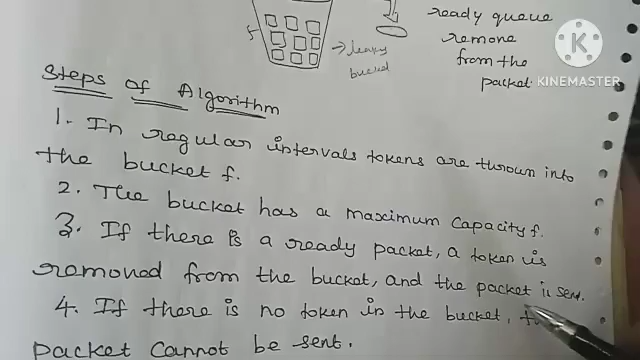 ready queue
remone
from the
packet.
KINEMASTER
→ leaky
bucket
Steps of Algorithm
1. In regular intervals tokens are thrown into
the bucket f.
2. The bucket has a maximum capacity f.
3. If there is a ready packet, a token is
removed from the bucket, and the packet is sent.
4. If there is no token in the bucket,
packet cannot be sent.